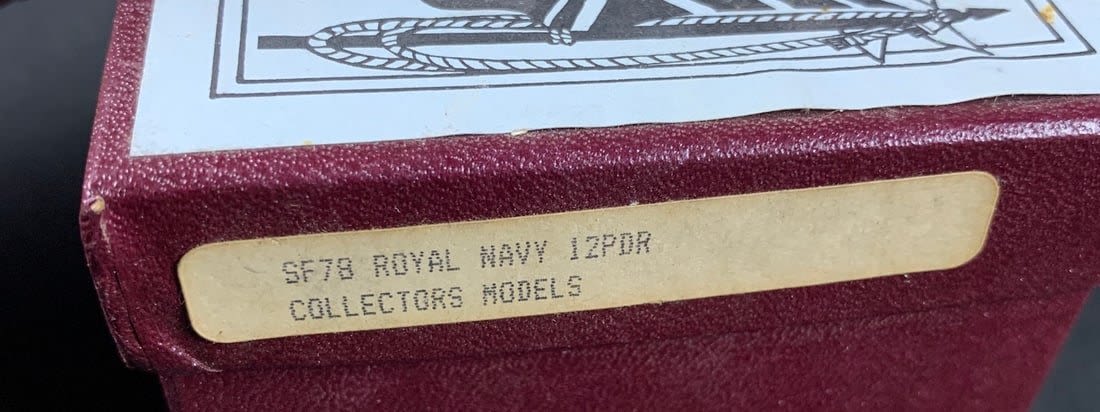 SF78 ROYAL NAVY 12PDR
COLLECTORS MODELS